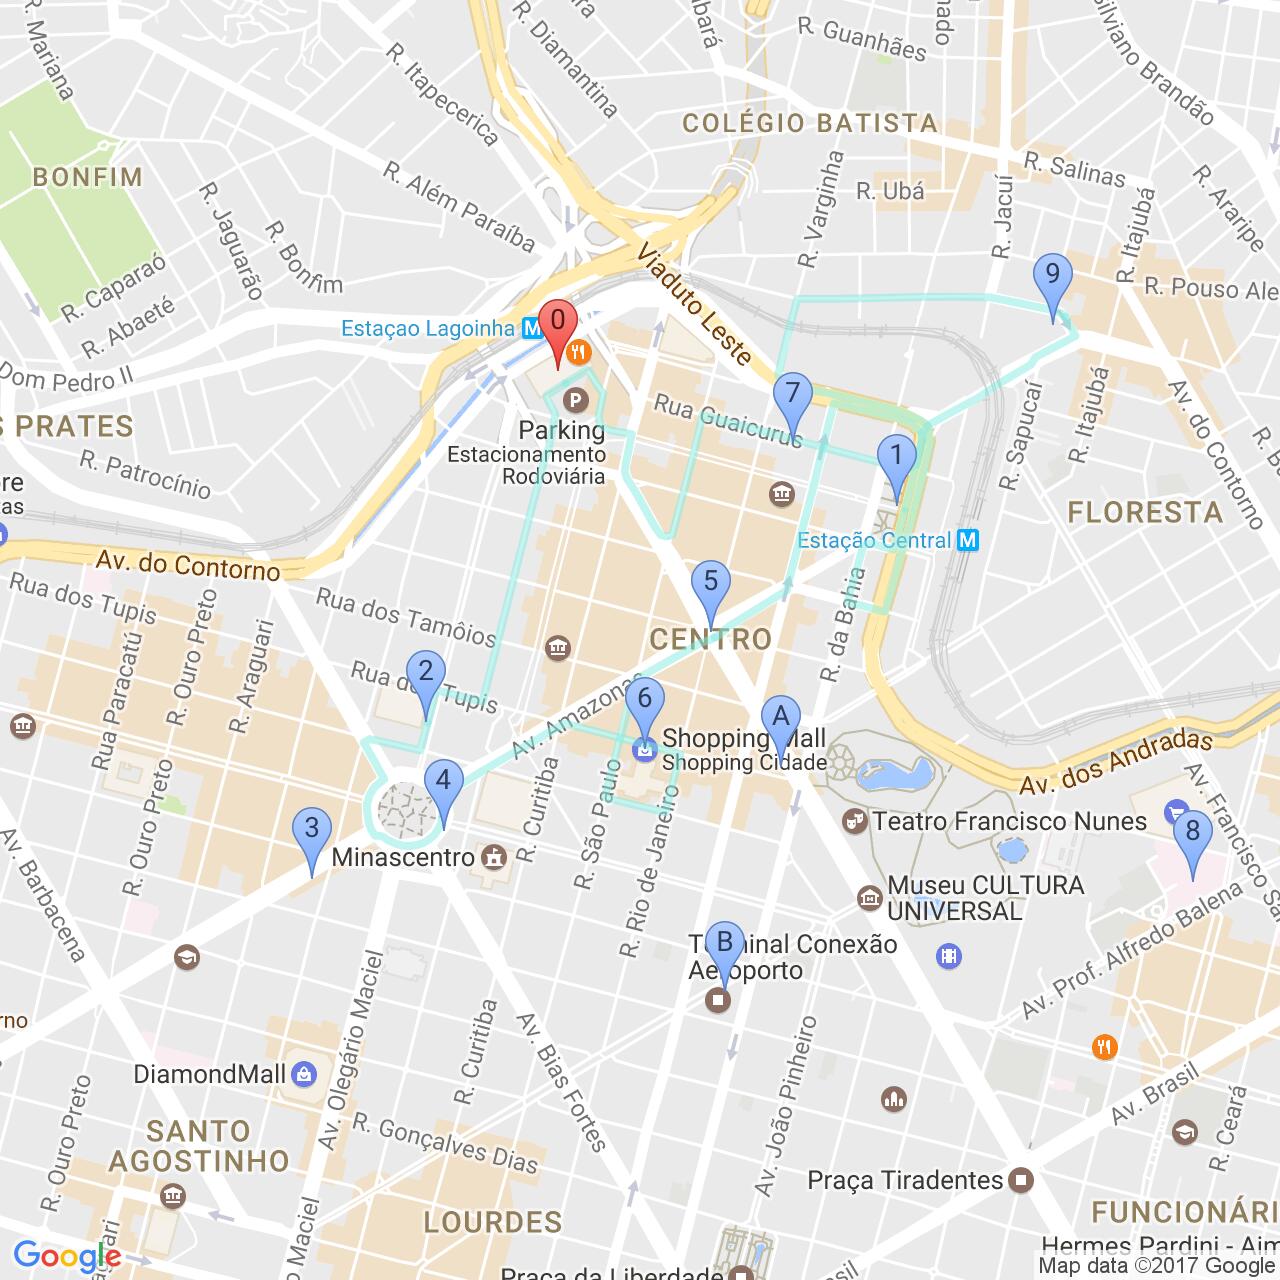 R. Mariana
R. Itapecerica
R. Diamantina
R. Guanhães
Silviano Brandão
COLÉGIO BATISTA
BONFIM
R. Além Paraíba
R. Jaguarão
R. Bonfim
R. Varginha
R. Ubá
R. Jacuí
R. Salinas
R. Itajubá
R. Araripe
R. Caparaó
R. Abaeté
Dom Pedro II
Viaduto Leste
R. Pouso Ale
9
Estaçao Lagoinha
M
0
P
Parking
Estacionamento
Rodoviária
Rua Guaicurus
7
1
S PRATES
R. Patrocínio
R. Sapucaí
R. Itajubá
Av. do Contorno
FLORESTA
Estação Central
M
Av. do Contorno
Rua dos Tupis
Rua dos Tamôios
5
CENTRO
R. da Bahia
Rua Paracatú
R. Ouro Preto
R. Araguari
2
Tupis
Av. Amazonas
6
A
Shopping Mall
Shopping Cidade
Av. dos Andradas
4
3
R. Ouro Preto
Minascentro
R. Curitiba
R. São Paulo
R. Rio de Janeiro
Teatro Francisco Nunes
8
Av. Francisco Sa
Museu CULTURA
UNIVERSAL
Av. Barbacena
B
Conexão
Aeroporto
Av. Prof. Alfredo Balena
rno
R. Curitiba
Av. Olegário Maciel
Av. Bias Fortes
Av. João Pinheiro
DiamondMall
R. Gonçalves Dias
SANTO
AGOSTINHO
R. Ouro Preto
Av. Brasil
R. Ceará
Praça Tiradentes
LOURDES
FUNCIONÁRI
Google
Maciel
Praça da Liberdade
Hermes Pardini - Aim
Map data ©2017 Google